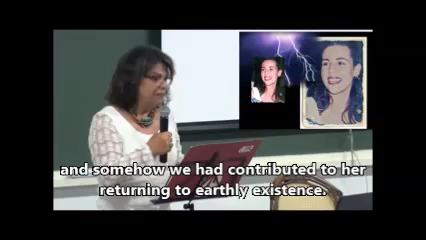 and somehow we had contributed to her
returning to earthly existence.